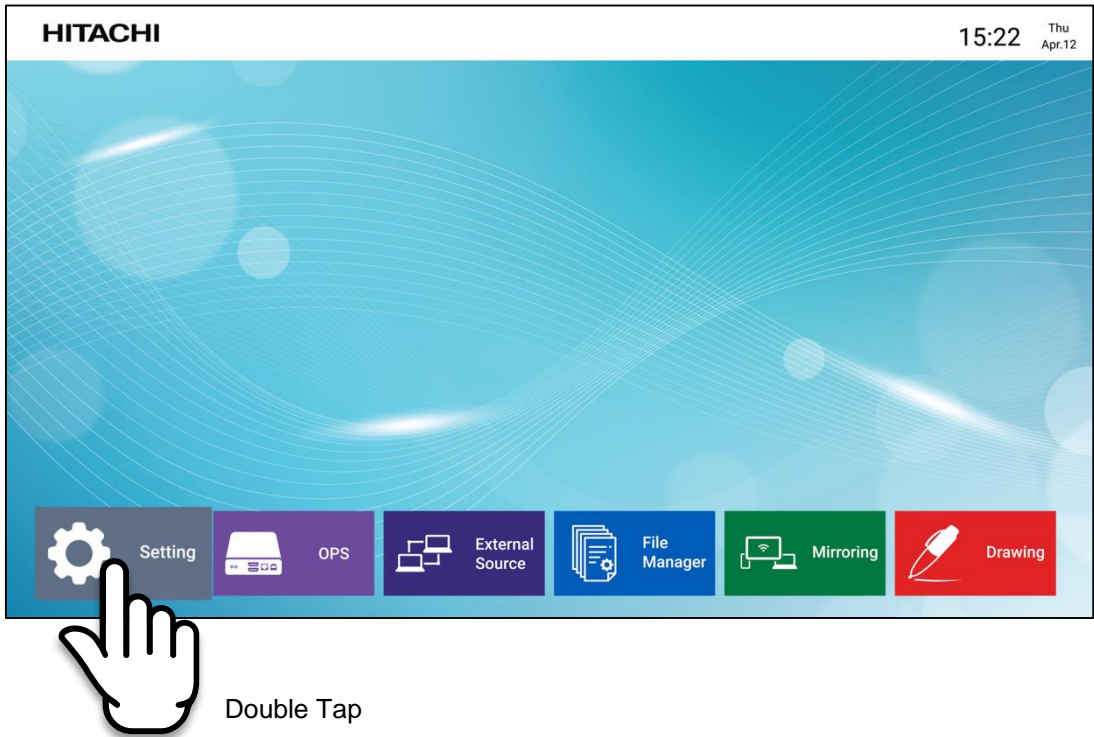 HITACHI
15:22
Thu
Apr.12
Setting
OPS
External
Source
File
Manager
Mirroring
Drawing
Double Tap